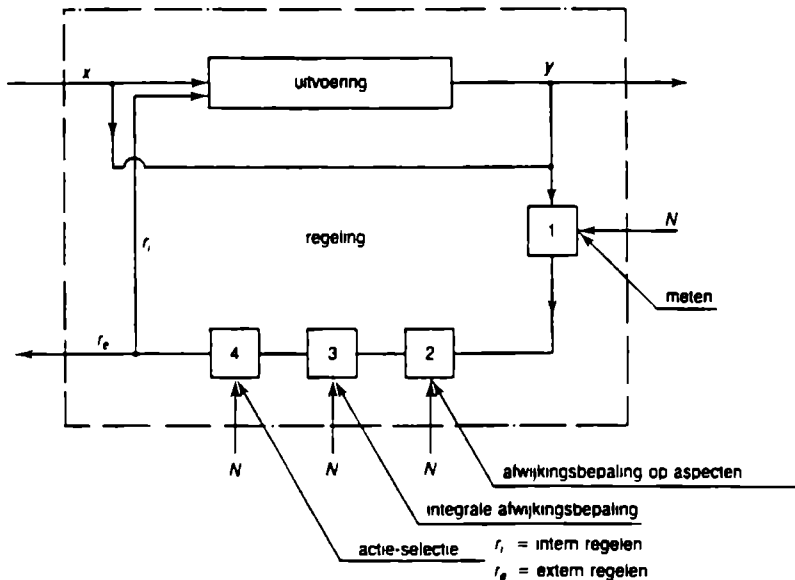 x
uitvoering
y
1
N
regeling
r_i
meten
r_e
4
3
2
N
N
N
afwijkingsbepaling op aspecten
integrale afwijkingsbepaling
actie-selectie
r_i = intern regelen
r_e = extern regelen